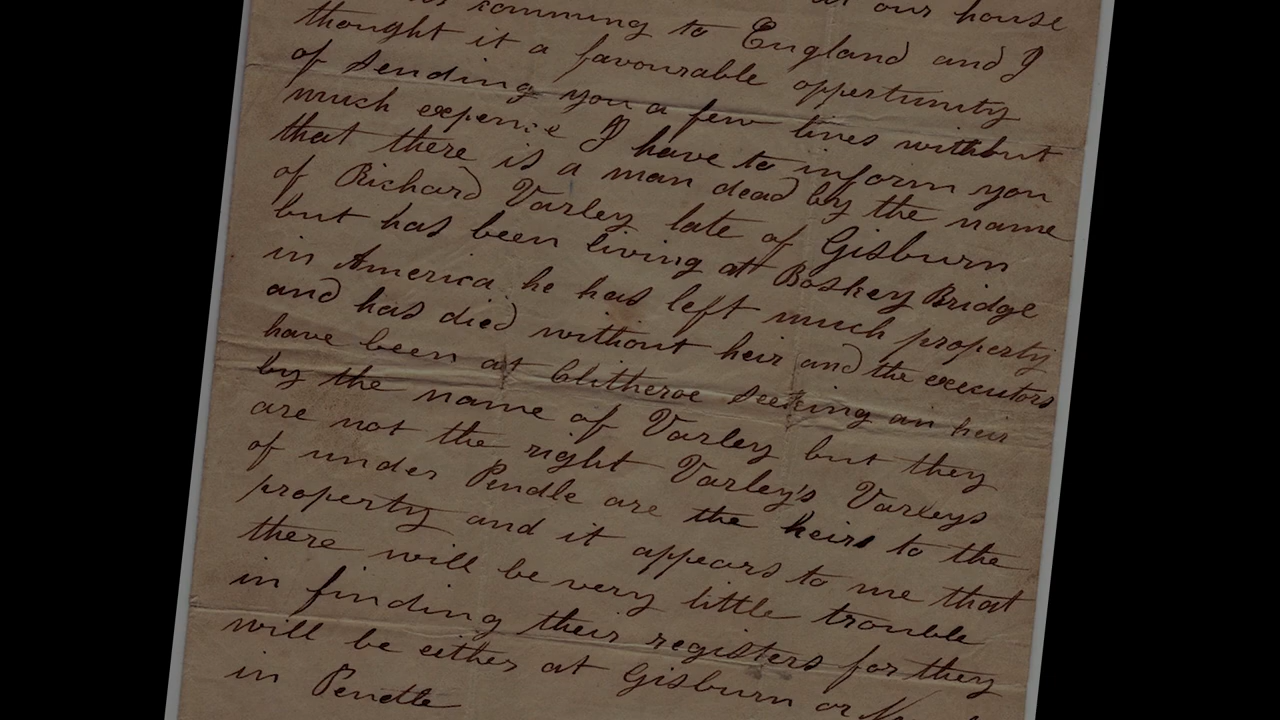 our house
comming to England and I
thought it a favourable opportunity
of sending you a few lines without
much expence I have to inform you
that there is a man dead by the name
of Richard Varley late of Gisburn
but has been living at Boskey Bridge
in America he has left much property
and has died without heir and the executors
have been at Clitheroe seeking an heir
by the name of Varley but they
are not the right Varley's Varleys
of under Pendle are the heirs to the
property and it appears to me that
there will be very little trouble
in finding their registers for they
will be either at Gisburn or
in Pendle